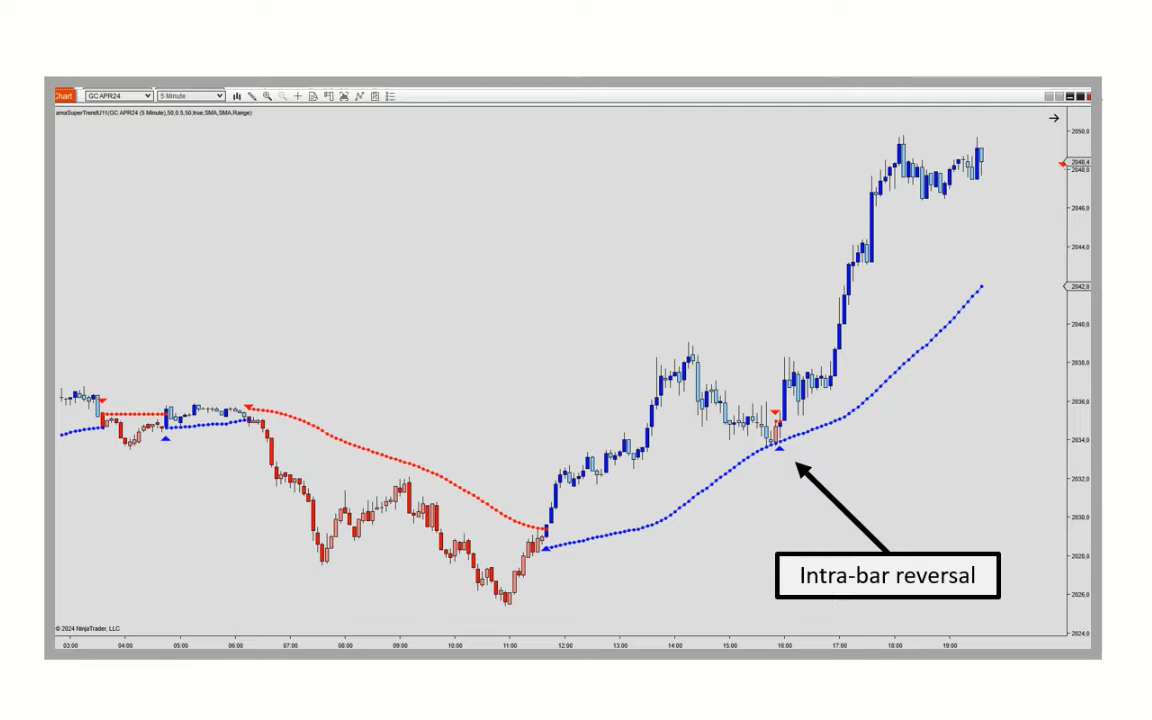 Chart
GC APR24
5 Minute
amaSuperTrendU11(GC APR24 (5 Minute),50,0.5,50,true,SMA,SMA,Range)
2050,0
2048,4
2048,0
2046,0
2044,0
2042,0
2040,0
2038,0
2036,0
2034,0
2032,0
2030,0
2028,0
2026,0
2024,0
Intra-bar reversal
© 2024 NinjaTrader, LLC
03:00 04:00 05:00 06:00 07:00 08:00 09:00 10:00 11:00 12:00 13:00 14:00 15:00 16:00 17:00 18:00 19:00